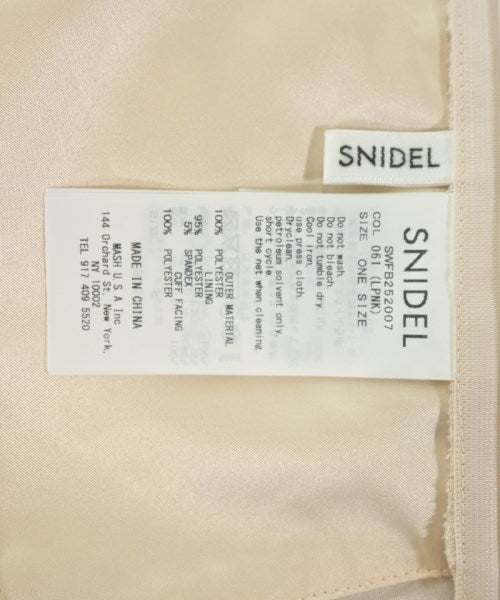 SNIDEL
SNIDEL
SWFB252007
COL 061 (LPNK)
SIZE ONE SIZE
Do not wash.
Do not bleach.
Do not tumble dry.
Cool iron.
use press cloth.
Dryclean.
petroleum solvent only.
short cycle.
Use the net when cleaning
OUTER MATERIAL
100% POLYESTER
LINING
95% POLYESTER
5% SPANDEX
CUFF FACING
100% POLYESTER
MADE IN CHINA
MASH U S A Inc
144 Orchard St. New York.
NY 10002
TEL 917 409 5520